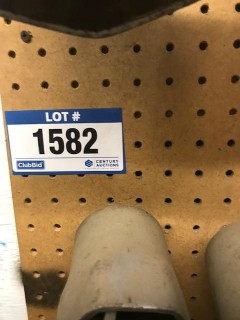 LOT #
1582
ClubBid
CENTURY
AUCTIONS